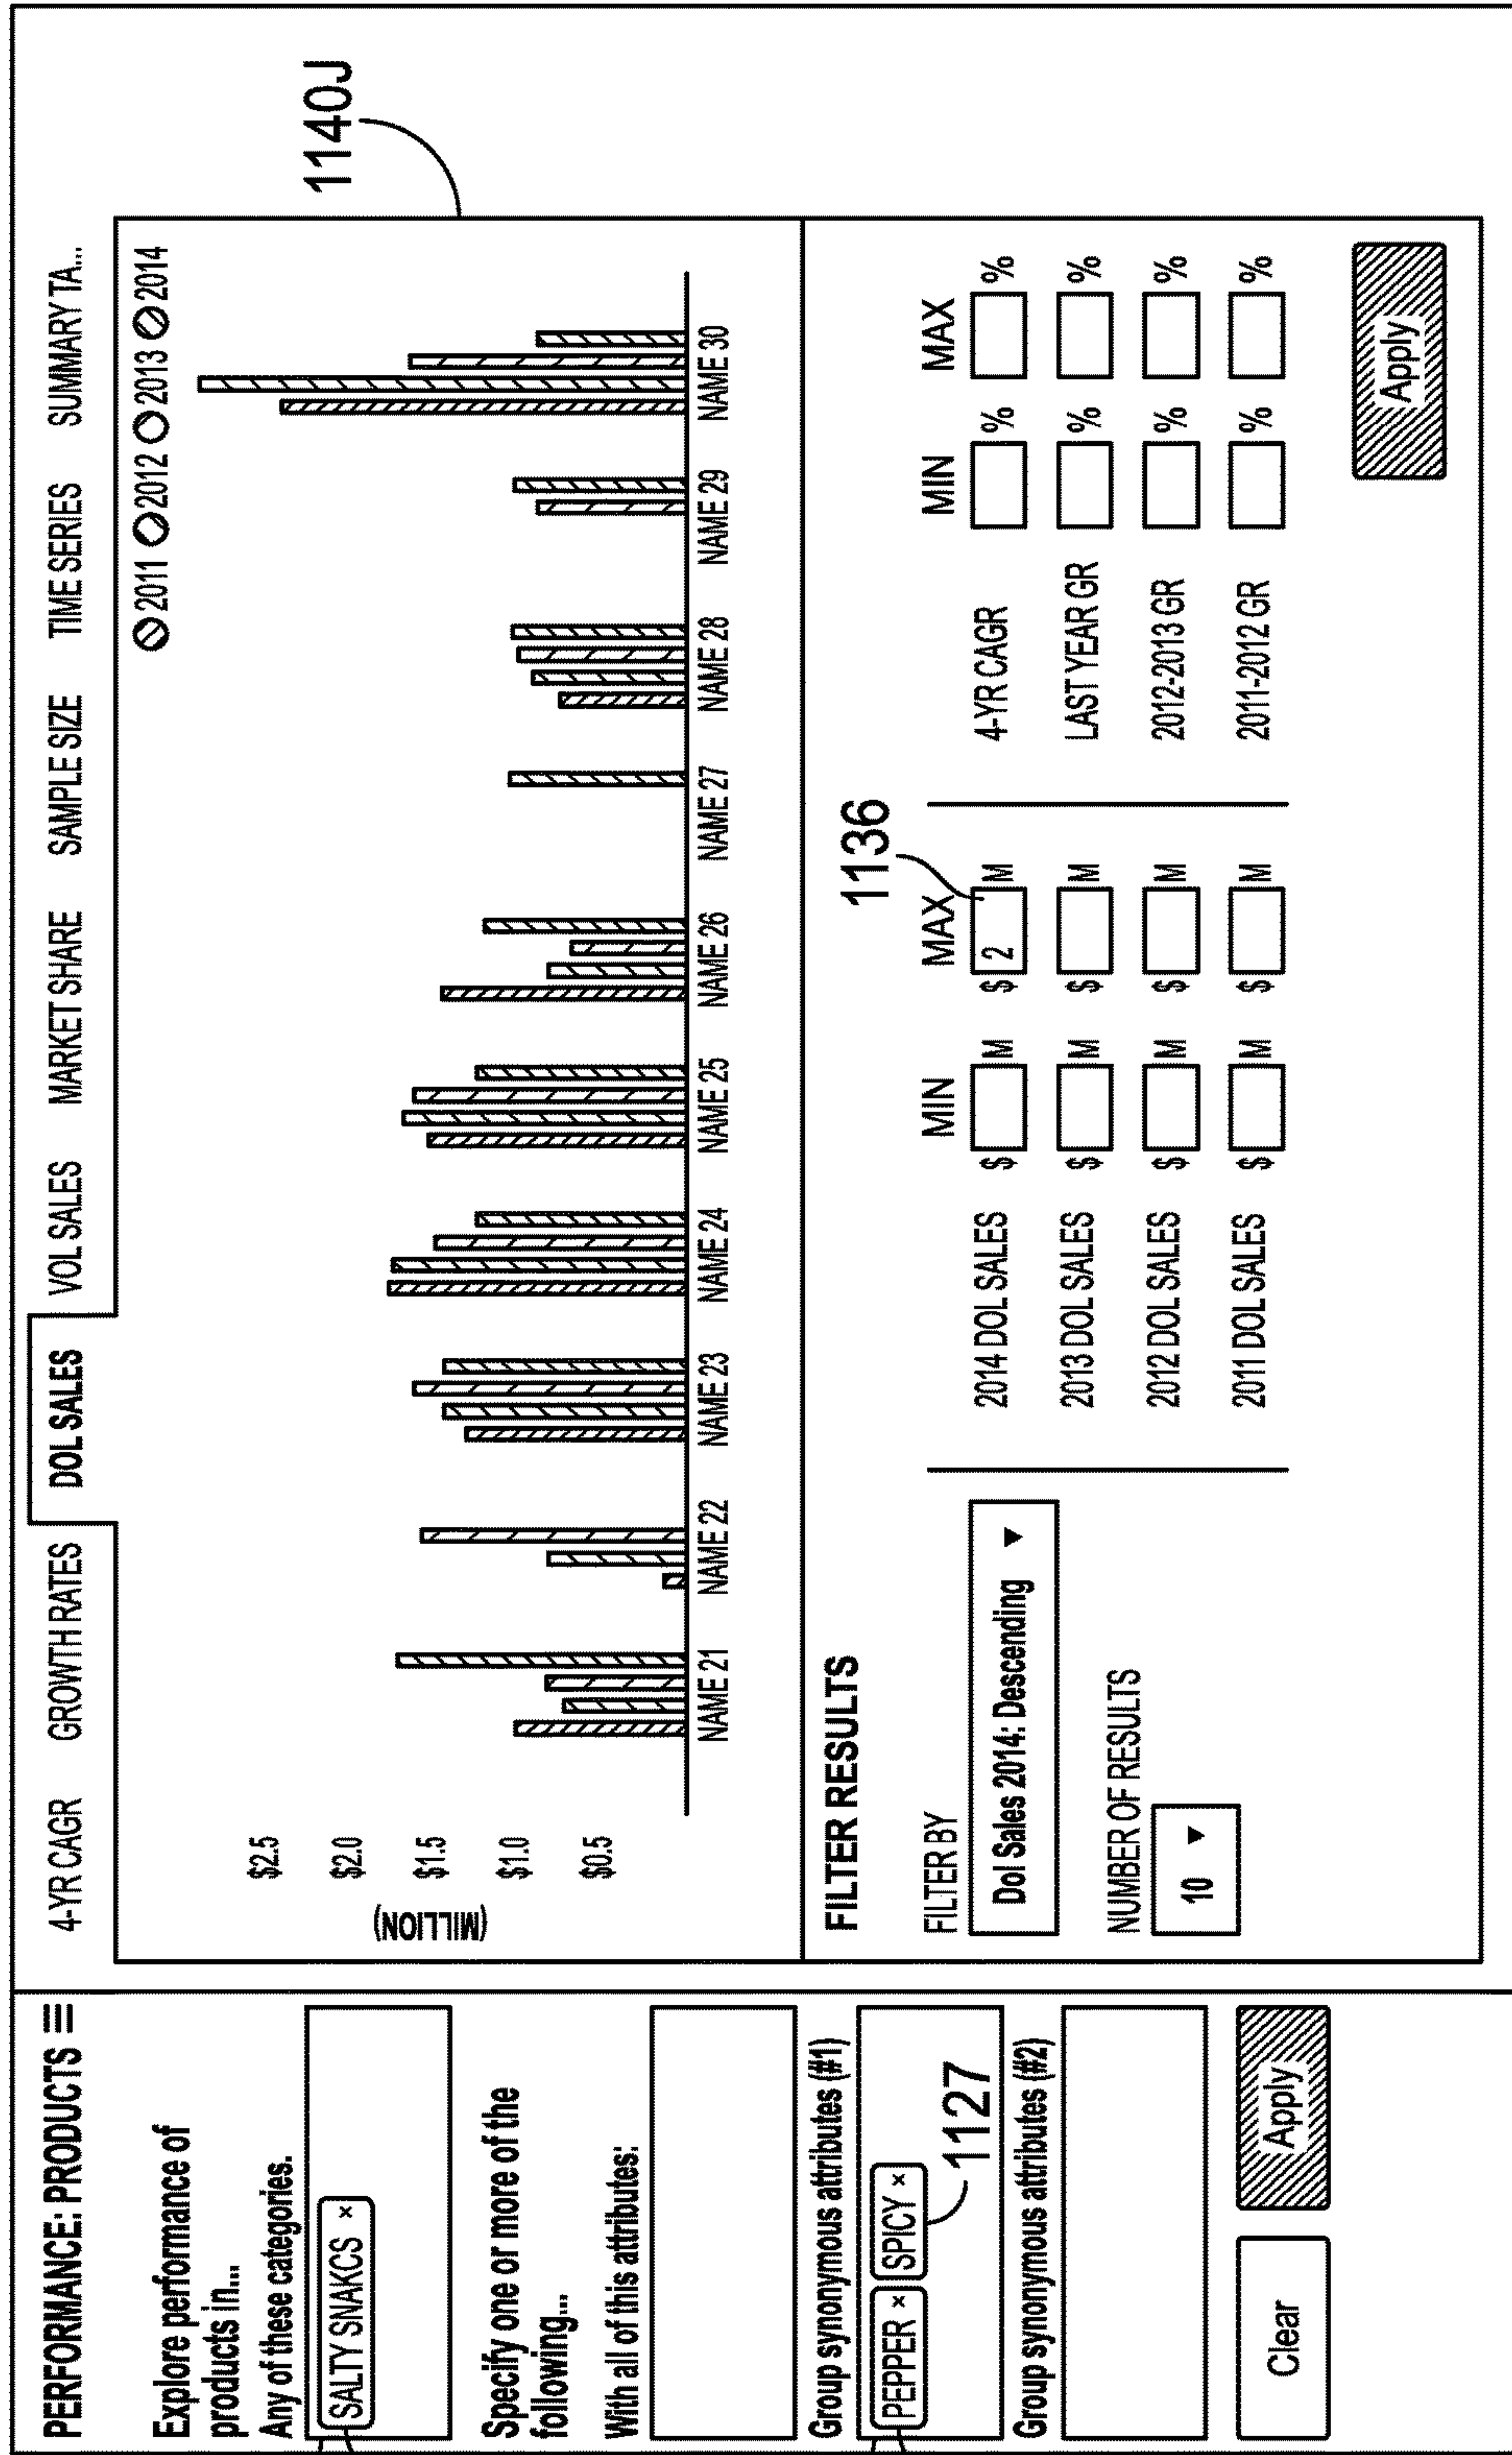 PERFORMANCE: PRODUCTS
Explore performance of
products in...
Any of these categories.
SALTY SNAKCS ×
Specify one or more of the
following...
With all of this attributes:
Group synonymous attributes (#1)
PEPPER × SPICY ×
1127
Group synonymous attributes (#2)
Clear Apply
4-YR CAGR GROWTH RATES DOL SALES VOL SALES MARKET SHARE SAMPLE SIZE TIME SERIES SUMMARY TA...
2011 2012 2013 2014
1140J
(MILLION)
$2.5
$2.0
$1.5
$1.0
$0.5
NAME 21 NAME 22 NAME 23 NAME 24 NAME 25 NAME 26 NAME 27 NAME 28 NAME 29 NAME 30
FILTER RESULTS
FILTER BY
Dol Sales 2014: Descending ▼
NUMBER OF RESULTS
10 ▼
1136
MIN MAX
2014 DOL SALES $ M $ 2 M
2013 DOL SALES $ M $ M
2012 DOL SALES $ M $ M
2011 DOL SALES $ M $ M
MIN MAX
4-YR CAGR % %
LAST YEAR GR % %
2012-2013 GR % %
2011-2012 GR % %
Apply